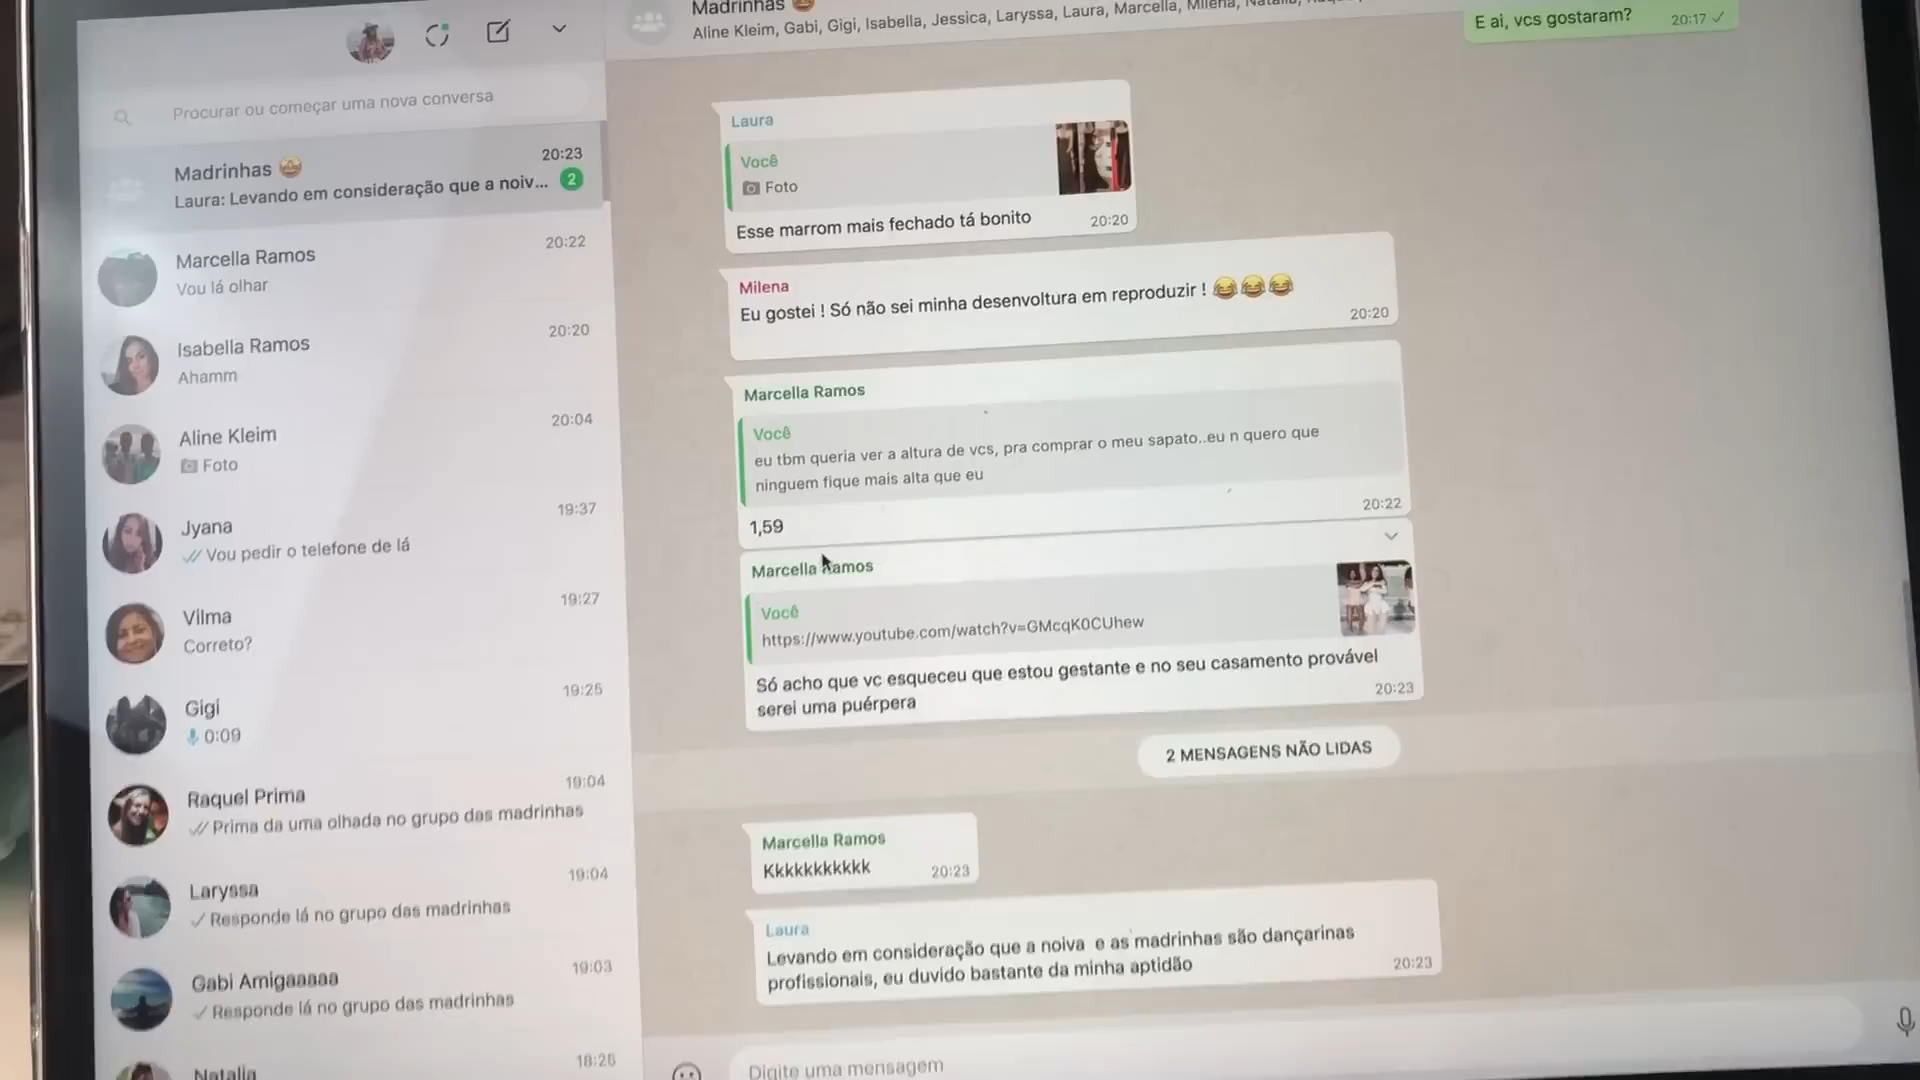 Procurar ou começar uma nova conversa
Madrinhas 🤩
20:23
Laura: Levando em consideração que a noiv...
2
Marcella Ramos
20:22
Vou lá olhar
Isabella Ramos
20:20
Ahamm
Aline Kleim
20:04
Foto
Jyana
19:37
Vou pedir o telefone de lá
Vilma
19:27
Correto?
Gigi
19:25
0:09
Raquel Prima
19:04
Prima da uma olhada no grupo das madrinhas
Laryssa
19:04
Responde lá no grupo das madrinhas
Gabi Amigaaaaa
19:03
Responde lá no grupo das madrinhas
Natalia
18:26
Madrinhas
Aline Kleim, Gabi, Gigi, Isabella, Jessica, Laryssa, Laura, Marcella, Milena,
E ai, vcs gostaram?
20:17
Laura
Você
Foto
Esse marrom mais fechado tá bonito
20:20
Milena
Eu gostei ! Só não sei minha desenvoltura em reproduzir ! 😂😂😂
20:20
Marcella Ramos
Você
eu tbm queria ver a altura de vcs, pra comprar o meu sapato..eu n quero que
ninguem fique mais alta que eu
1,59
20:22
Marcella Ramos
Você
https://www.youtube.com/watch?v=GMcqK0CUhew
Só acho que vc esqueceu que estou gestante e no seu casamento provável
serei uma puérpera
20:23
2 MENSAGENS NÃO LIDAS
Marcella Ramos
Kkkkkkkkkkk
20:23
Laura
Levando em consideração que a noiva e as madrinhas são dançarinas
profissionais, eu duvido bastante da minha aptidão
20:23
Digite uma mensagem